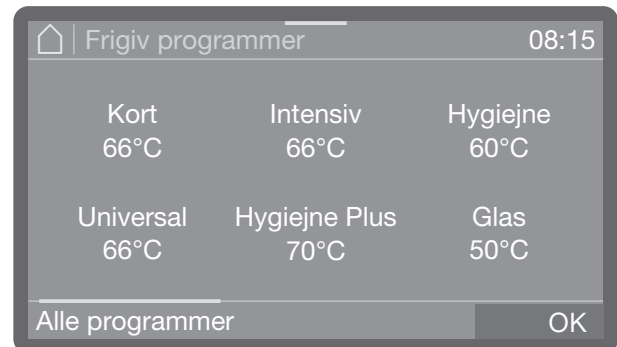 Frigiv programmer 08:15
Kort Intensiv Hygiejne
66°C 66°C 60°C
Universal Hygiejne Plus Glas
66°C 70°C 50°C
Alle programmer OK